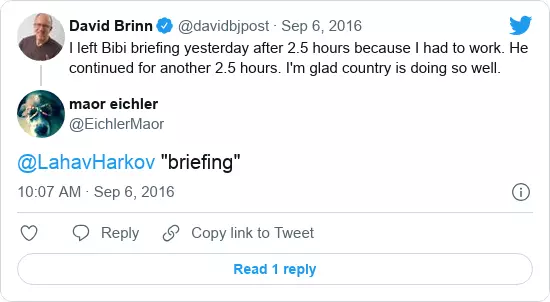 David Brinn @davidbjpost · Sep 6, 2016
I left Bibi briefing yesterday after 2.5 hours because I had to work. He
continued for another 2.5 hours. I'm glad country is doing so well.
maor eichler
@EichlerMaor
@LahavHarkov "briefing"
10:07 AM · Sep 6, 2016
Reply
Copy link to Tweet
Read 1 reply